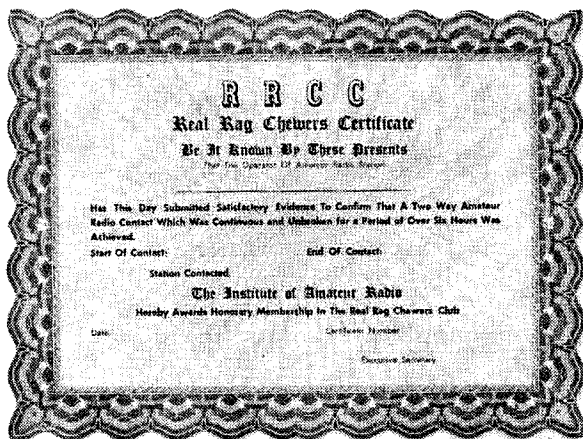 R R C C
Real Rag Chewers Certificate
Be It Known By These Presents
That The Operator Of Amateur Radio Station
Has This Day Submitted Satisfactory Evidence To Confirm That A Two Way Amateur
Radio Contact Which Was Continuous and Unbroken for a Period of Over Six Hours Was
Achieved.
Start Of Contact: End Of Contact:
Station Contacted
The Institute of Amateur Radio
Hereby Awards Honorary Membership In The Real Rag Chewers Club
Date: Certificate Number
Executive Secretary